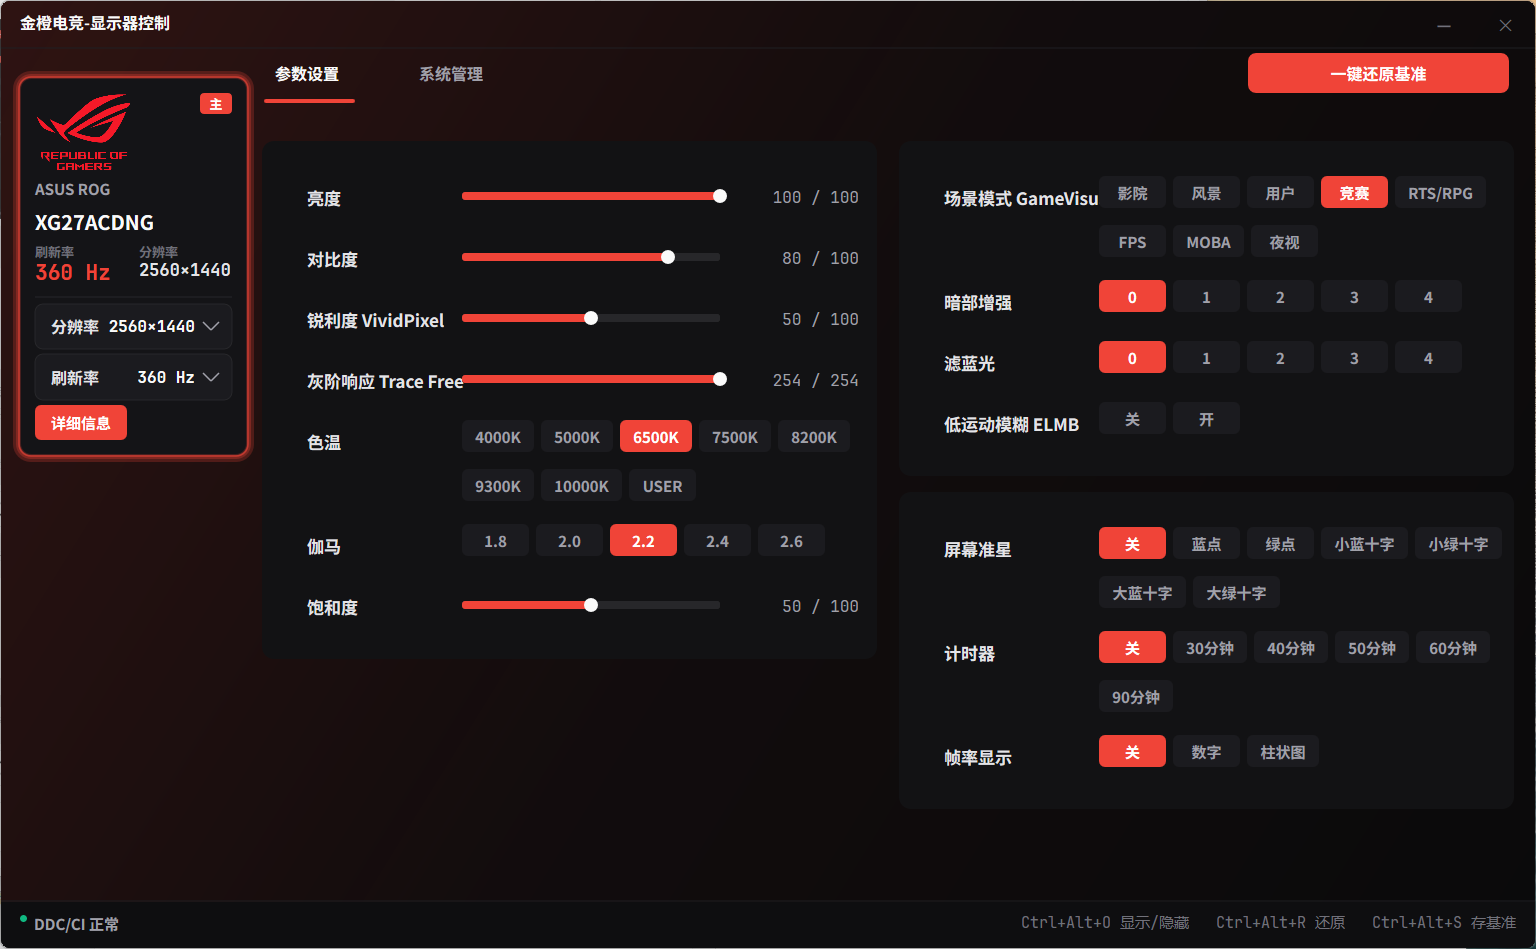 金橙电竞-显示器控制
参数设置 系统管理 一键还原基准
主
REPUBLIC OF
GAMERS
ASUS ROG
XG27ACDNG
刷新率 分辨率
360 Hz 2560×1440
分辨率 2560×1440
刷新率 360 Hz
详细信息
亮度 100 / 100
对比度 80 / 100
锐利度 VividPixel 50 / 100
灰阶响应 Trace Free 254 / 254
色温 4000K 5000K 6500K 7500K 8200K
9300K 10000K USER
伽马 1.8 2.0 2.2 2.4 2.6
饱和度 50 / 100
场景模式 GameVisu 影院 风景 用户 竞赛 RTS/RPG
FPS MOBA 夜视
暗部增强 0 1 2 3 4
滤蓝光 0 1 2 3 4
低运动模糊 ELMB 关 开
屏幕准星 关 蓝点 绿点 小蓝十字 小绿十字
大蓝十字 大绿十字
计时器 关 30分钟 40分钟 50分钟 60分钟
90分钟
帧率显示 关 数字 柱状图
DDC/CI 正常 Ctrl+Alt+O 显示/隐藏 Ctrl+Alt+R 还原 Ctrl+Alt+S 存基准